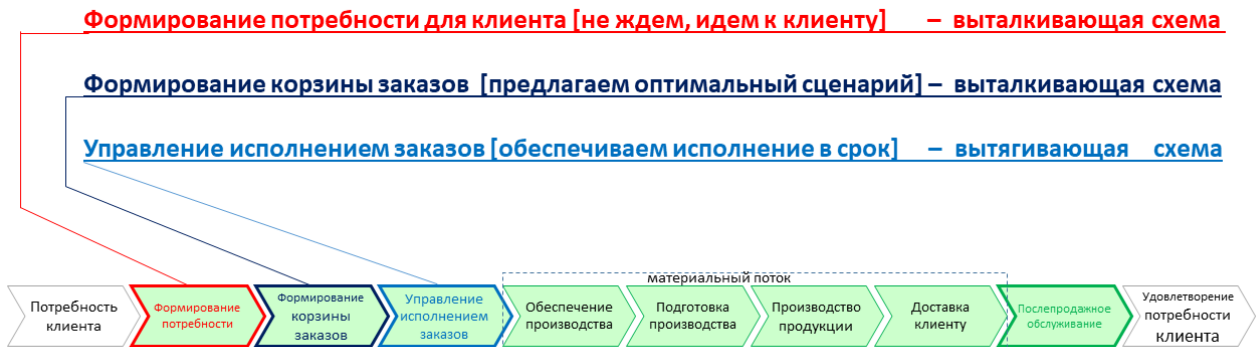 Формирование потребности для клиента [не ждем, идем к клиенту] – выталкивающая схема
Формирование корзины заказов [предлагаем оптимальный сценарий] – выталкивающая схема
Управление исполнением заказов [обеспечиваем исполнение в срок] – вытягивающая схема
материальный поток
Потребность
клиента
Формирование
потребности
Формирование
корзины
заказов
Управление
исполнением
заказов
Обеспечение
производства
Подготовка
производства
Производство
продукции
Доставка
клиенту
Послепродажное
обслуживание
Удовлетворение
потребности
клиента